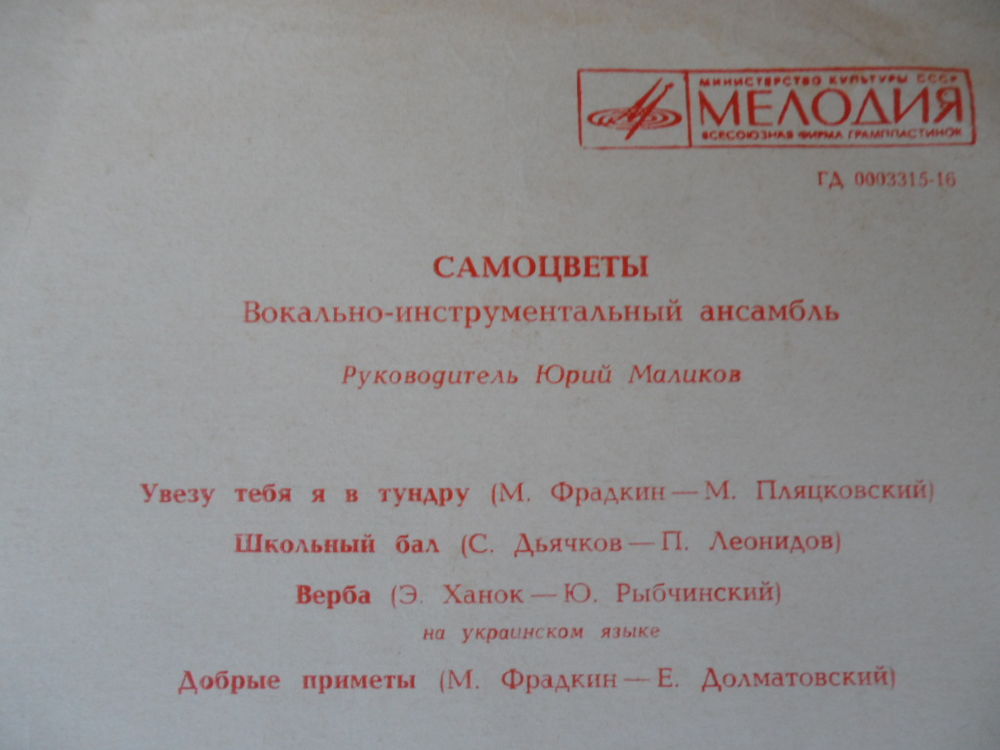 МИНИСТЕРСТВО КУЛЬТУРЫ СССР
МЕЛОДИЯ
ВСЕСОЮЗНАЯ ФИРМА ГРАМПЛАСТИНОК
ГД 0003315-16
САМОЦВЕТЫ
Вокально-инструментальный ансамбль
Руководитель Юрий Маликов
Увезу тебя я в тундру (М. Фрадкин — М. Пляцковский)
Школьный бал (С. Дьячков — П. Леонидов)
Верба (Э. Ханок — Ю. Рыбчинский)
на украинском языке
Добрые приметы (М. Фрадкин — Е. Долматовский)